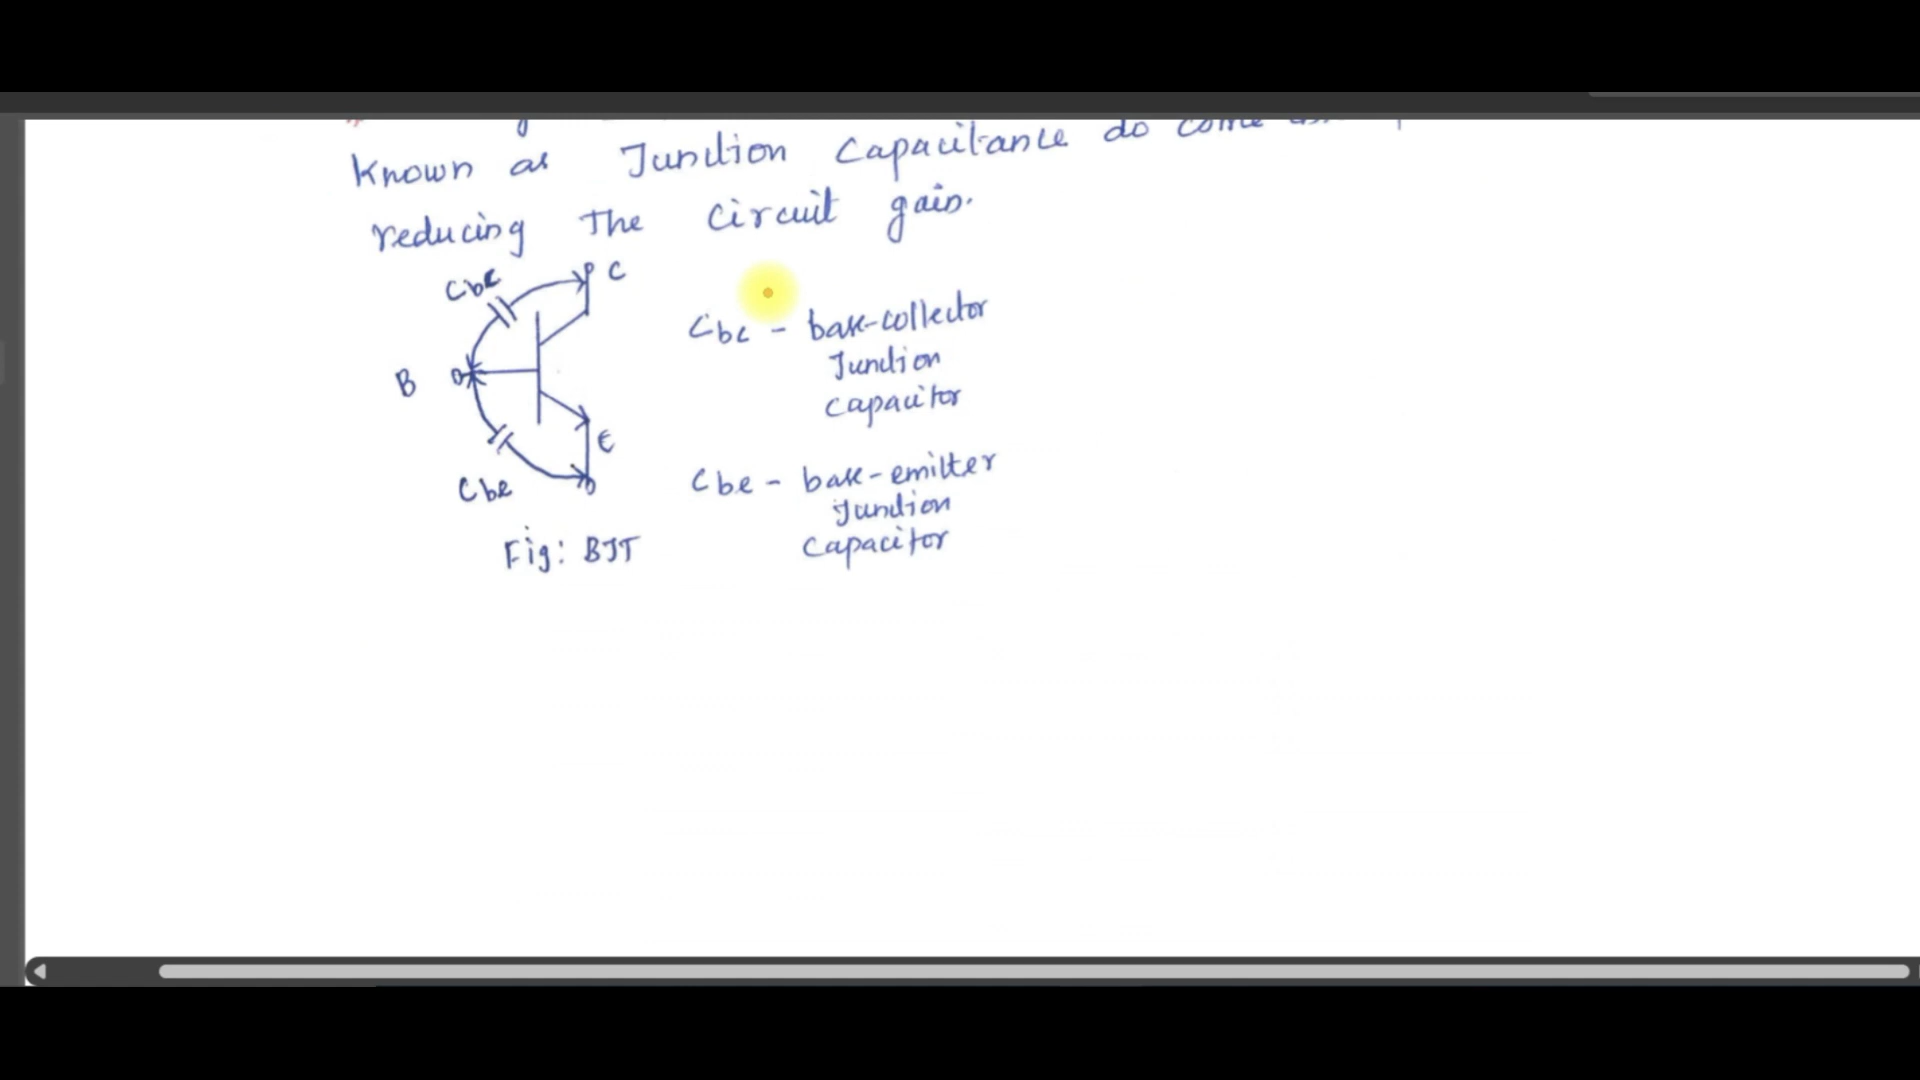 Known as Junction Capacitance do come
reducing The Circuit gain.
Cbc
C
B
E
Cbe
Fig: BJT
Cbc - base-collector
Junction
Capacitor
Cbe - base-emitter
Junction
Capacitor